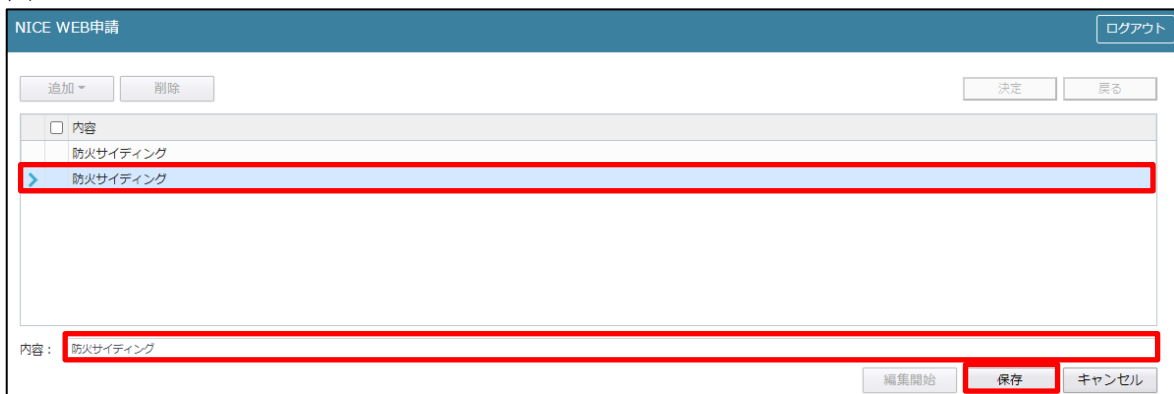 NICE WEB申請 ログアウト
追加 削除 決定 戻る
内容
防火サイディング
防火サイディング
内容： 防火サイディング
編集開始 保存 キャンセル